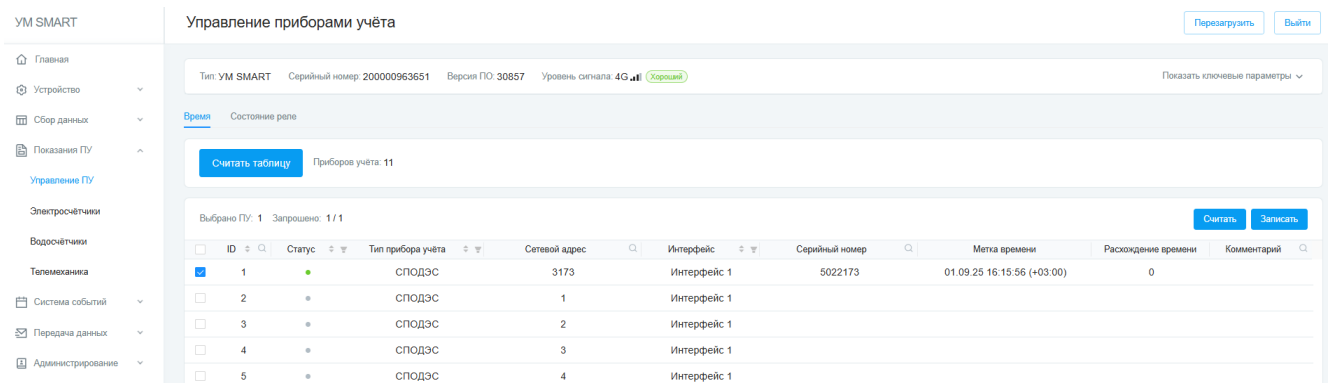 УМ SMART
Управление приборами учёта
Перезагрузить
Выйти
Главная
Устройство
Сбор данных
Показания ПУ
Управление ПУ
Электросчётчики
Водосчётчики
Телемеханика
Система событий
Передача данных
Администрирование
Тип: УМ SMART Серийный номер: 200000963651 Версия ПО: 30857 Уровень сигнала: 4G Хороший
Показать ключевые параметры
Время Состояние реле
Считать таблицу Приборов учёта: 11
Выбрано ПУ: 1 Запрошено: 1 / 1
Считать Записать
ID Статус Тип прибора учёта Сетевой адрес Интерфейс Серийный номер Метка времени Расхождение времени Комментарий
1 СПОДЭС 3173 Интерфейс 1 5022173 01.09.25 16:15:56 (+03:00) 0
2 СПОДЭС 1 Интерфейс 1
3 СПОДЭС 2 Интерфейс 1
4 СПОДЭС 3 Интерфейс 1
5 СПОДЭС 4 Интерфейс 1